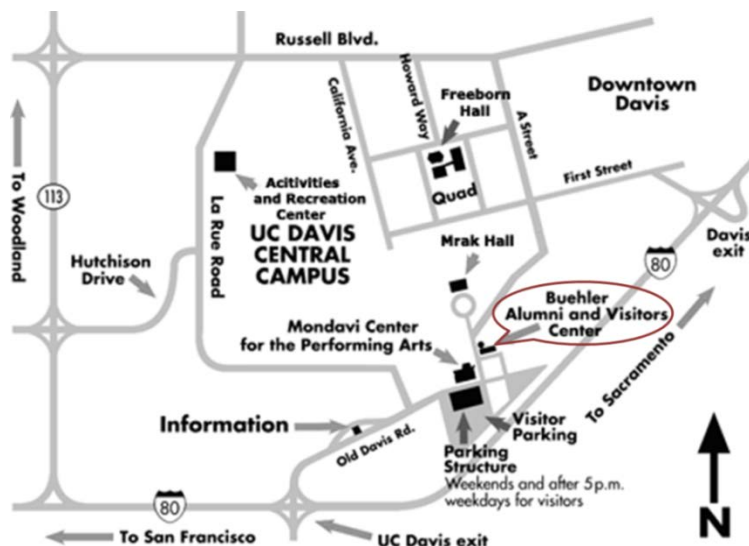 Russell Blvd.
Howard Way
Freeborn
Hall
Downtown
Davis
California Ave.
A Street
To Woodland
113
Acitivities
and Recreation
Center
Quad
First Street
La Rue Road
UC DAVIS
CENTRAL
CAMPUS
Mrak Hall
Davis
exit
80
Hutchison
Drive
Buehler
Alumni and Visitors
Center
Mondavi Center
for the Performing Arts
To Sacramento
Information
Old Davis Rd.
Visitor
Parking
Parking
Structure
Weekends and after 5 p.m.
weekdays for visitors
80
To San Francisco
UC Davis exit
N